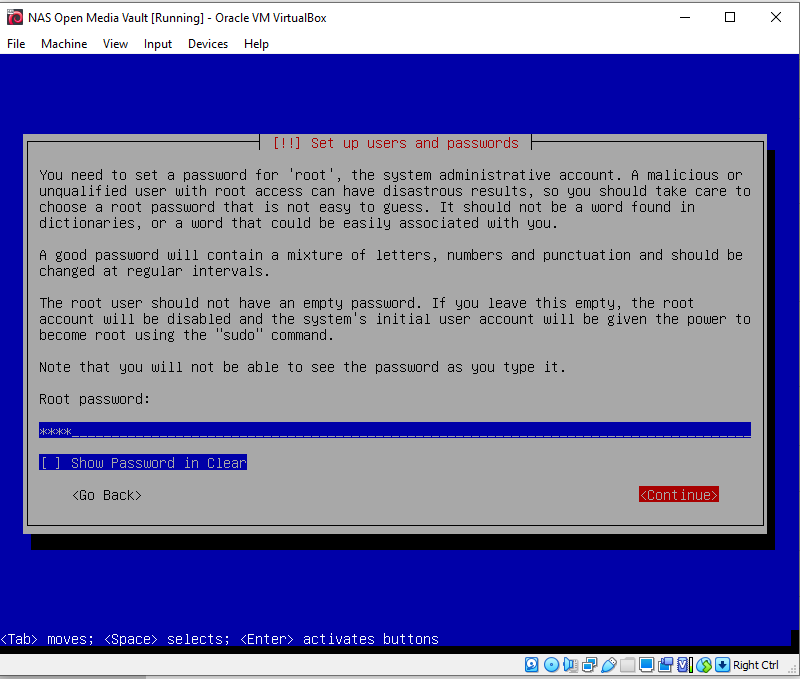 NAS Open Media Vault [Running] - Oracle VM VirtualBox
File Machine View Input Devices Help
[!!] Set up users and passwords
You need to set a password for 'root', the system administrative account. A malicious or
unqualified user with root access can have disastrous results, so you should take care to
choose a root password that is not easy to guess. It should not be a word found in
dictionaries, or a word that could be easily associated with you.
A good password will contain a mixture of letters, numbers and punctuation and should be
changed at regular intervals.
The root user should not have an empty password. If you leave this empty, the root
account will be disabled and the system's initial user account will be given the power to
become root using the "sudo" command.
Note that you will not be able to see the password as you type it.
Root password:
****
[ ] Show Password in Clear
<Go Back> <Continue>
<Tab> moves; <Space> selects; <Enter> activates buttons
Right Ctrl